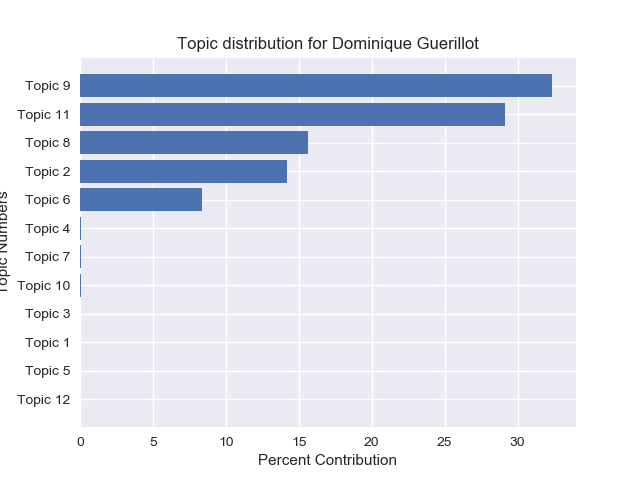 Topic distribution for Dominique Guerillot
Topic 9
Topic 11
Topic 8
Topic 2
Topic 6
Topic 4
Topic 7
Topic 10
Topic 3
Topic 1
Topic 5
Topic 12
Topic Numbers
0 5 10 15 20 25 30
Percent Contribution